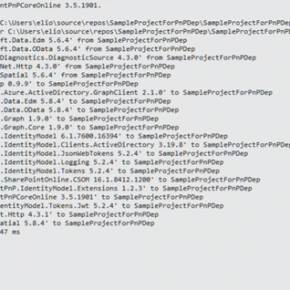 ntPnPCoreOnline 3.5.1901.
C:\Users\elio\source\repos\SampleProjectForPnPDep\SampleProjectForPnPDep
r C:\Users\elio\source\repos\SampleProjectForPnPDep\SampleProjectFor
ft.Data.Edm 5.6.4' from SampleProjectForPnPDep
ft.Data.OData 5.6.4' from SampleProjectForPnPDep
Diagnostics.DiagnosticSource 4.3.0' from SampleProjectForPnPDep
Net.Http 4.3.0' from SampleProjectForPnPDep
Spatial 5.6.4' from SampleProjectForPnPDep
p 0.9.9' to SampleProjectForPnPDep
.Azure.ActiveDirectory.GraphClient 2.1.0' to SampleProjectForPnPDep
.Data.Edm 5.8.4' to SampleProjectForPnPDep
.Data.OData 5.8.4' to SampleProjectForPnPDep
.Graph 1.9.0' to SampleProjectForPnPDep
.Graph.Core 1.9.0' to SampleProjectForPnPDep
.IdentityModel 6.1.7600.16394' to SampleProjectForPnPDep
.IdentityModel.Clients.ActiveDirectory 3.19.8' to SampleProjectForPn
.IdentityModel.JsonWebTokens 5.2.4' to SampleProjectForPnPDep
.IdentityModel.Logging 5.2.4' to SampleProjectForPnPDep
.IdentityModel.Tokens 5.2.4' to SampleProjectForPnPDep
.SharePointOnline.CSOM 16.1.8412.1200' to SampleProjectForPnPDep
tPnP.IdentityModel.Extensions 1.2.3' to SampleProjectForPnPDep
tPnPCoreOnline 3.5.1901' to SampleProjectForPnPDep
entityModel.Tokens.Jwt 5.2.4' to SampleProjectForPnPDep
t.Http 4.3.1' to SampleProjectForPnPDep
atial 5.8.4' to SampleProjectForPnPDep
47 ms